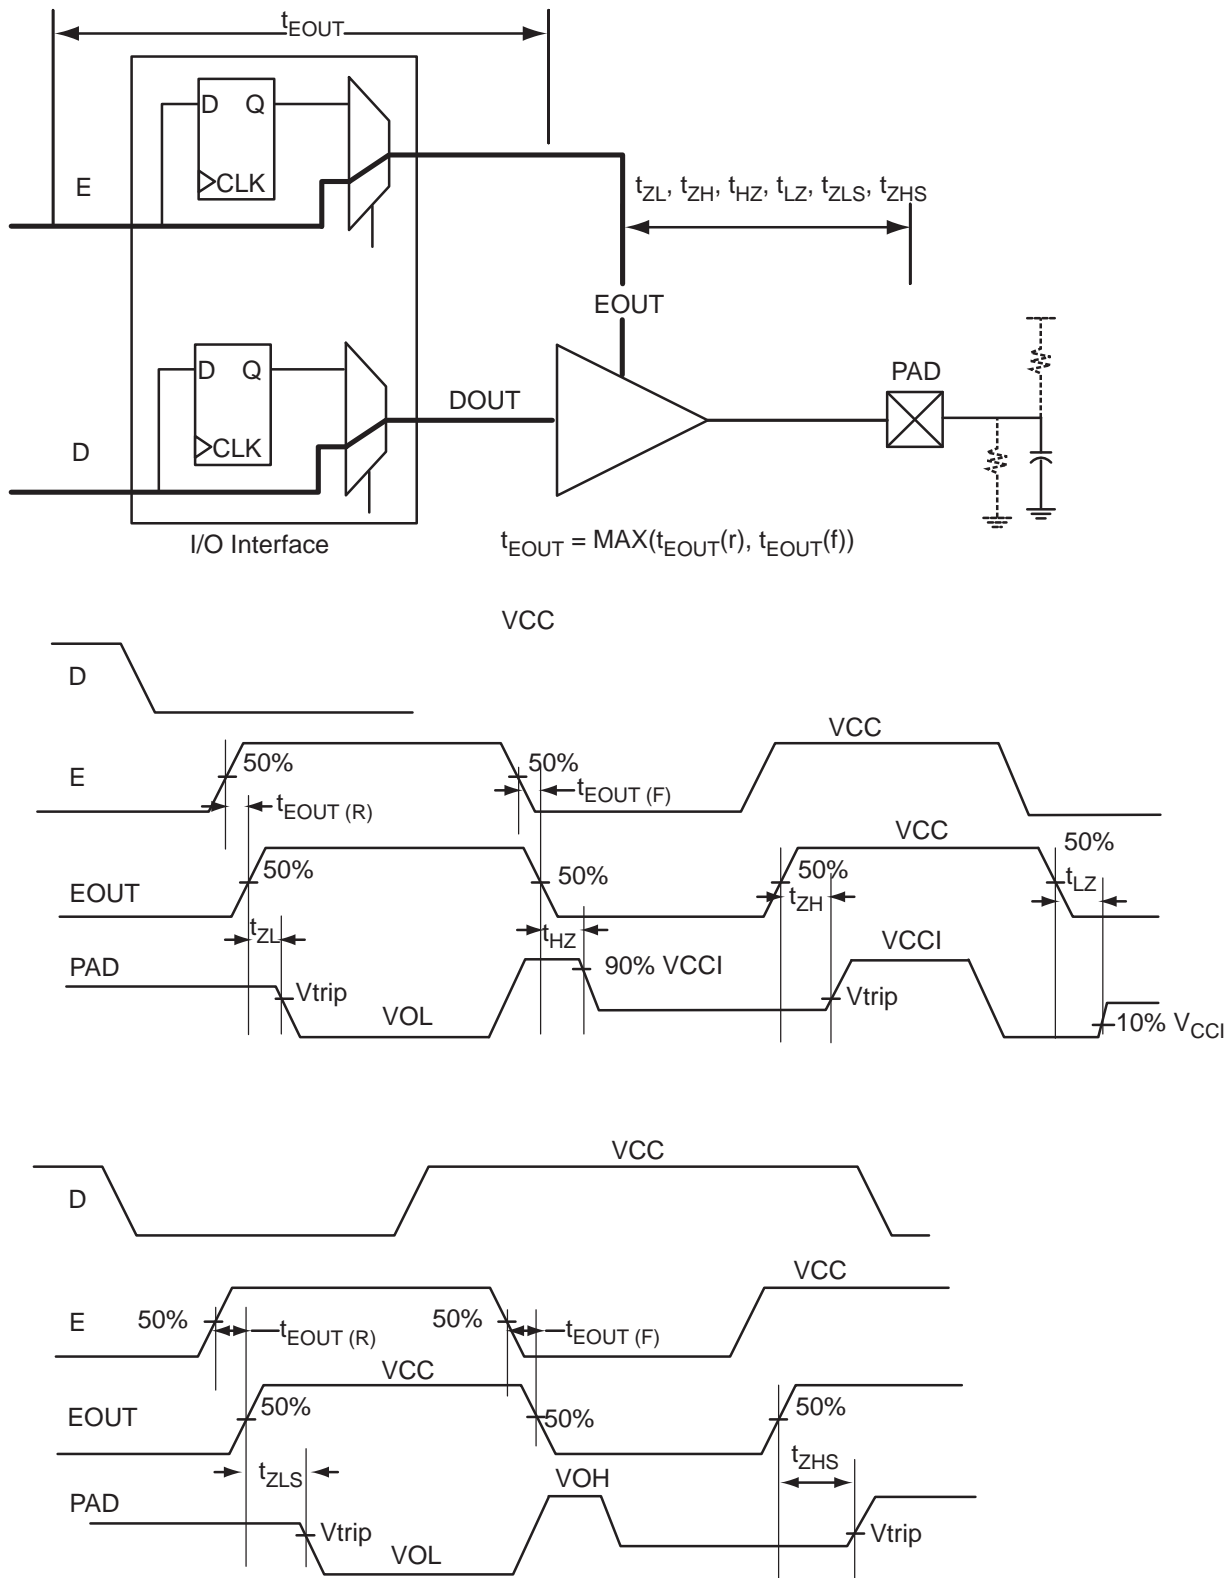 tEOUT
D Q
CLK
E
tZL, tZH, tHZ, tLZ, tZLS, tZHS
EOUT
D Q
CLK
DOUT
PAD
D
I/O Interface
tEOUT = MAX(tEOUT(r), tEOUT(f))
VCC
D
VCC
E
50%
50%
tEOUT (R)
tEOUT (F)
VCC
50%
EOUT
50%
50%
50%
tLZ
tZH
tZL
tHZ
PAD
90% VCCI
VCCI
Vtrip
Vtrip
VOL
10% VCCI
VCC
D
VCC
E
50%
50%
tEOUT (R)
tEOUT (F)
VCC
EOUT
50%
50%
50%
tZLS
tZHS
VOH
PAD
Vtrip
Vtrip
VOL